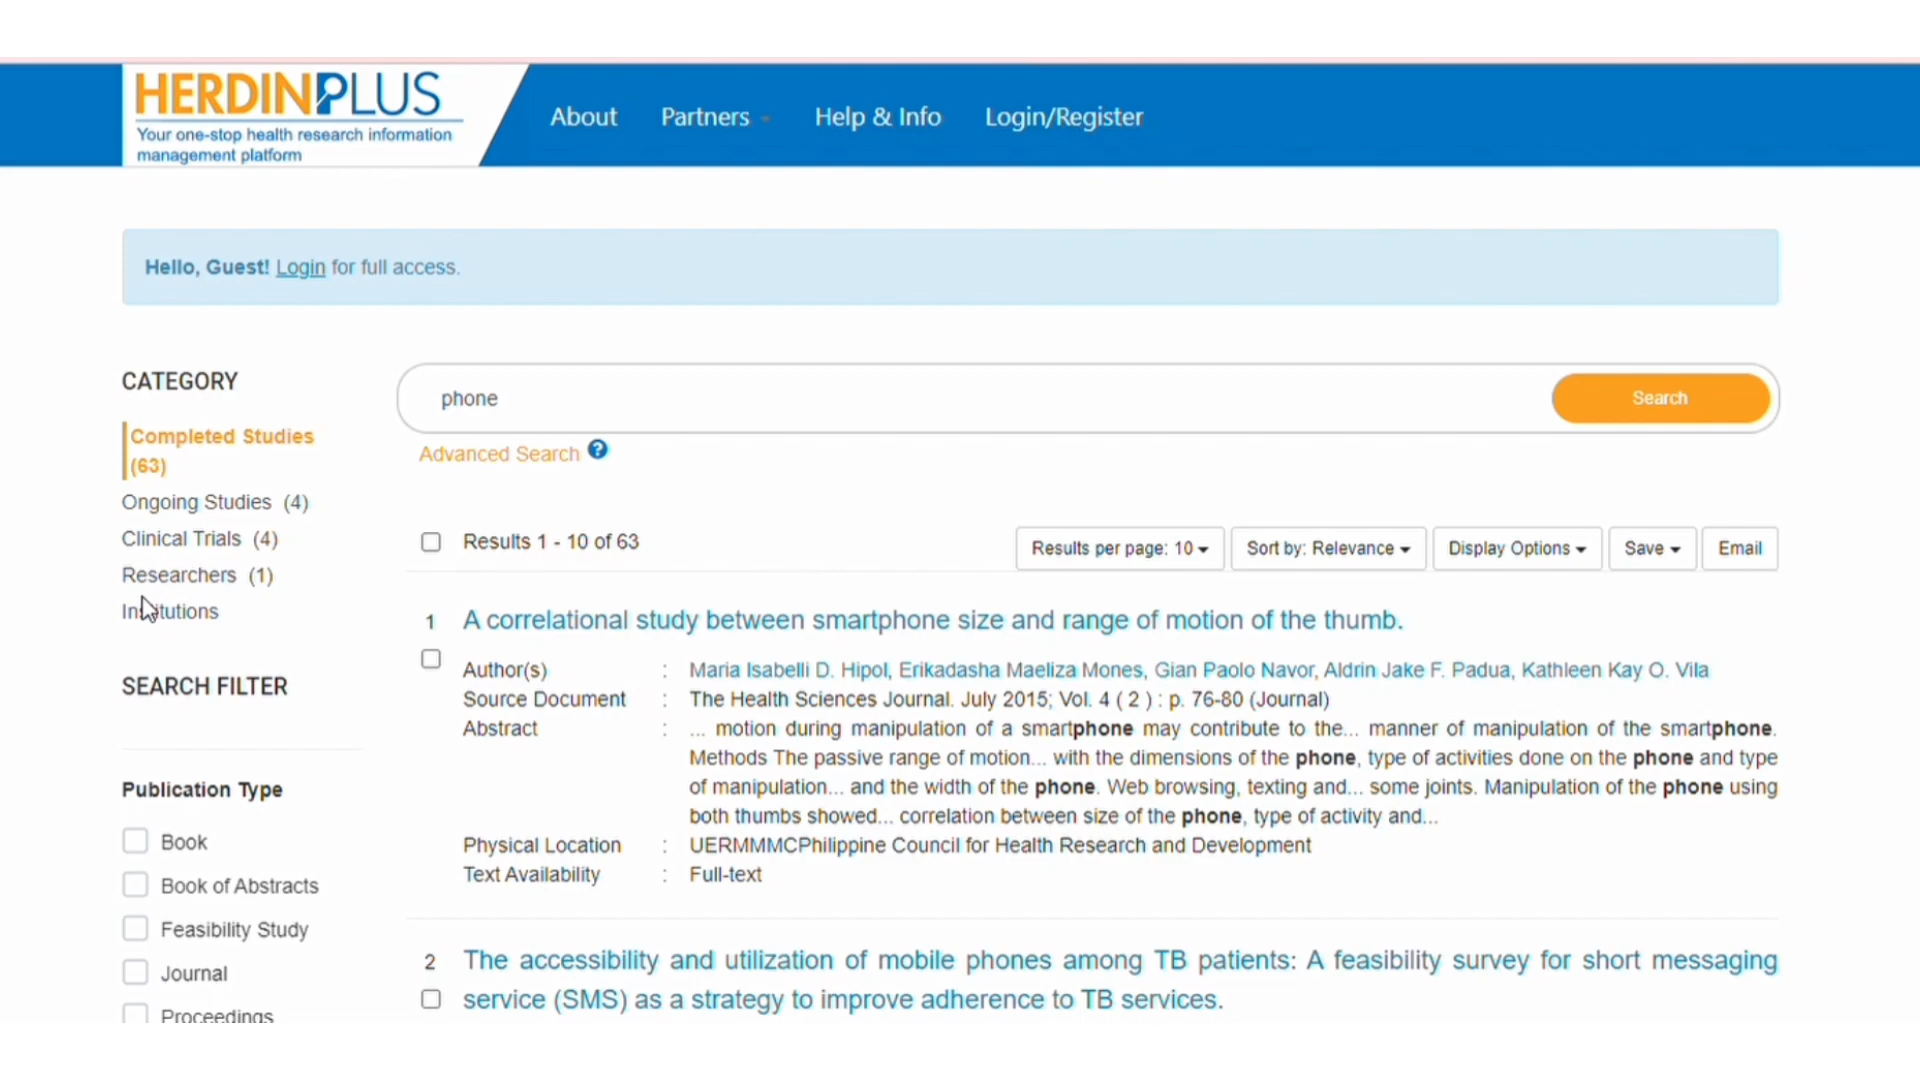 HERDINPLUS
Your one-stop health research information
management platform
About Partners Help & Info Login/Register
Hello, Guest! Login for full access.
CATEGORY
Completed Studies
(63)
Ongoing Studies (4)
Clinical Trials (4)
Researchers (1)
Institutions
SEARCH FILTER
Publication Type
Book
Book of Abstracts
Feasibility Study
Journal
Proceedings
phone
Search
Advanced Search ?
Results 1 - 10 of 63
Results per page: 10 Sort by: Relevance Display Options Save Email
1 A correlational study between smartphone size and range of motion of the thumb.
Author(s) : Maria Isabelli D. Hipol, Erikadasha Maeliza Mones, Gian Paolo Navor, Aldrin Jake F. Padua, Kathleen Kay O. Vila
Source Document : The Health Sciences Journal. July 2015; Vol. 4 ( 2 ) : p. 76-80 (Journal)
Abstract : ... motion during manipulation of a smartphone may contribute to the... manner of manipulation of the smartphone.
Methods The passive range of motion... with the dimensions of the phone, type of activities done on the phone and type
of manipulation... and the width of the phone. Web browsing, texting and... some joints. Manipulation of the phone using
both thumbs showed... correlation between size of the phone, type of activity and...
Physical Location : UERMMMCPhilippine Council for Health Research and Development
Text Availability : Full-text
2 The accessibility and utilization of mobile phones among TB patients: A feasibility survey for short messaging
service (SMS) as a strategy to improve adherence to TB services.